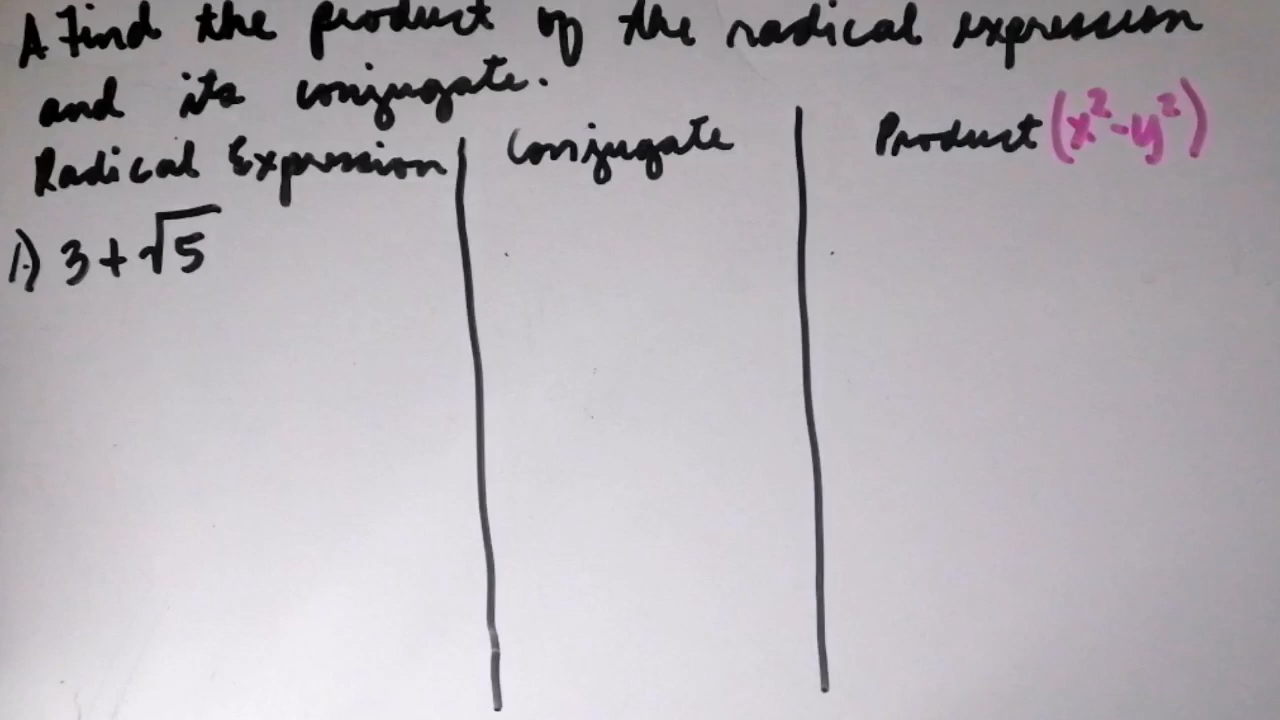 A Find the product of the radical expression
and its conjugate.
Radical Expression Conjugate Product (x²-y²)
1.) 3+√5